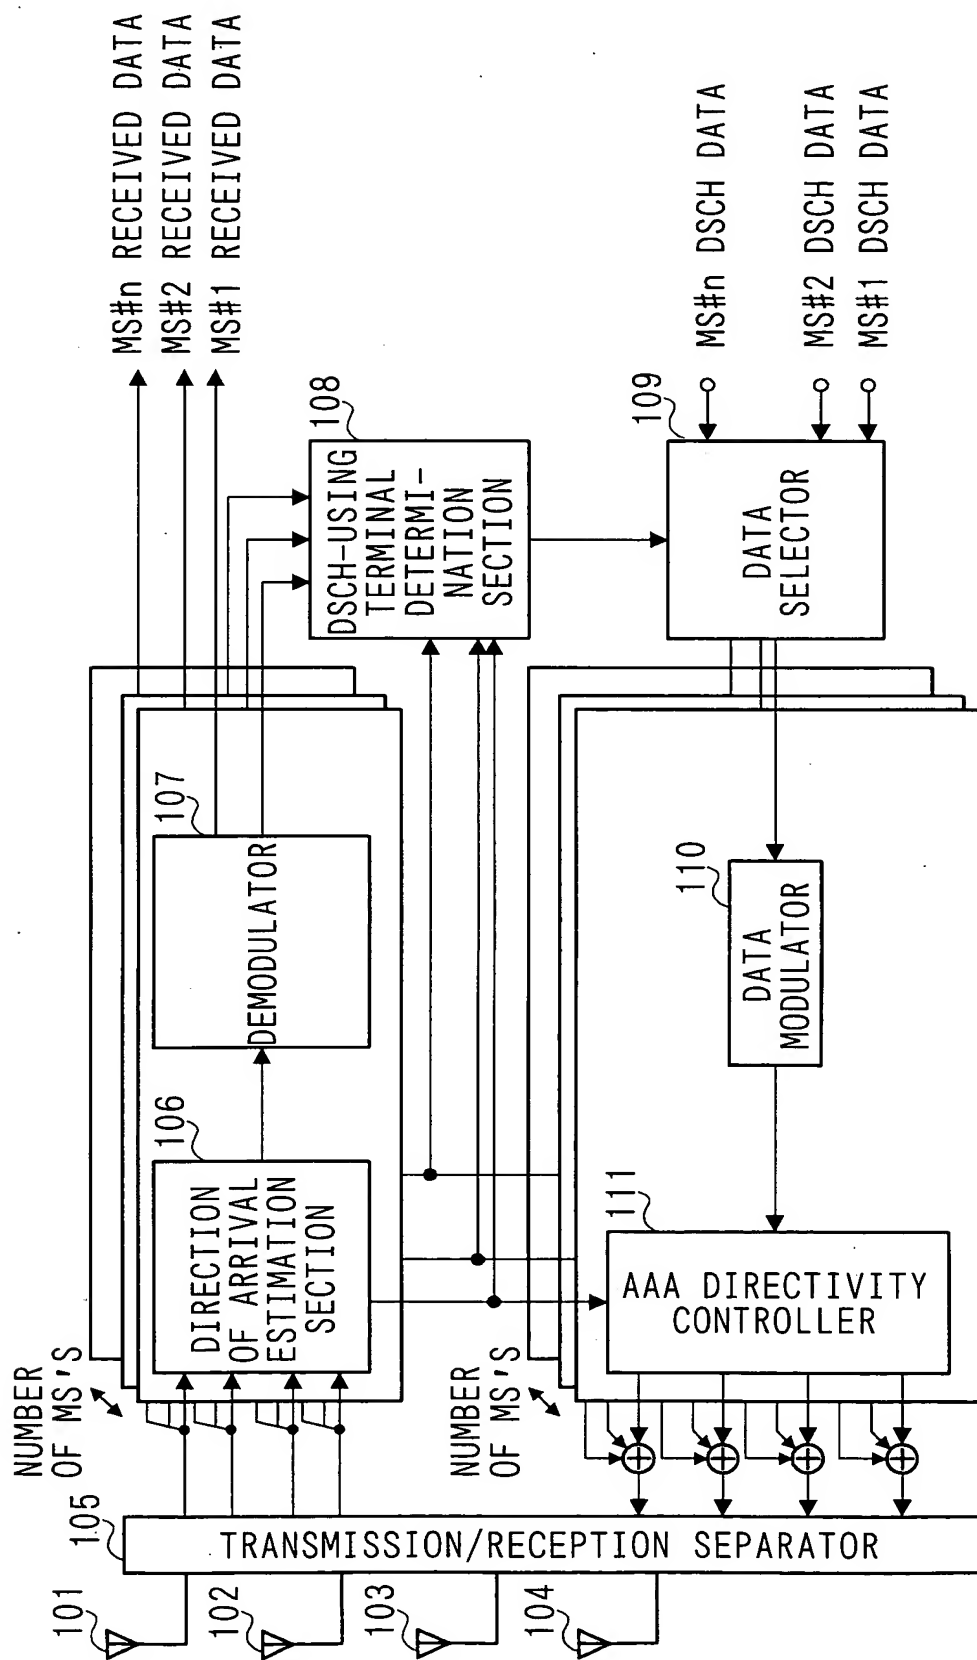 101
102
103
104
105
TRANSMISSION/RECEPTION SEPARATOR
NUMBER
OF MS'S
106
DIRECTION
OF ARRIVAL
ESTIMATION
SECTION
107
DEMODULATOR
MS#n RECEIVED DATA
MS#2 RECEIVED DATA
MS#1 RECEIVED DATA
108
DSCH-USING
TERMINAL
DETERMI-
NATION
SECTION
NUMBER
OF MS'S
111
AAA DIRECTIVITY
CONTROLLER
110
DATA
MODULATOR
109
DATA
SELECTOR
MS#n DSCH DATA
MS#2 DSCH DATA
MS#1 DSCH DATA